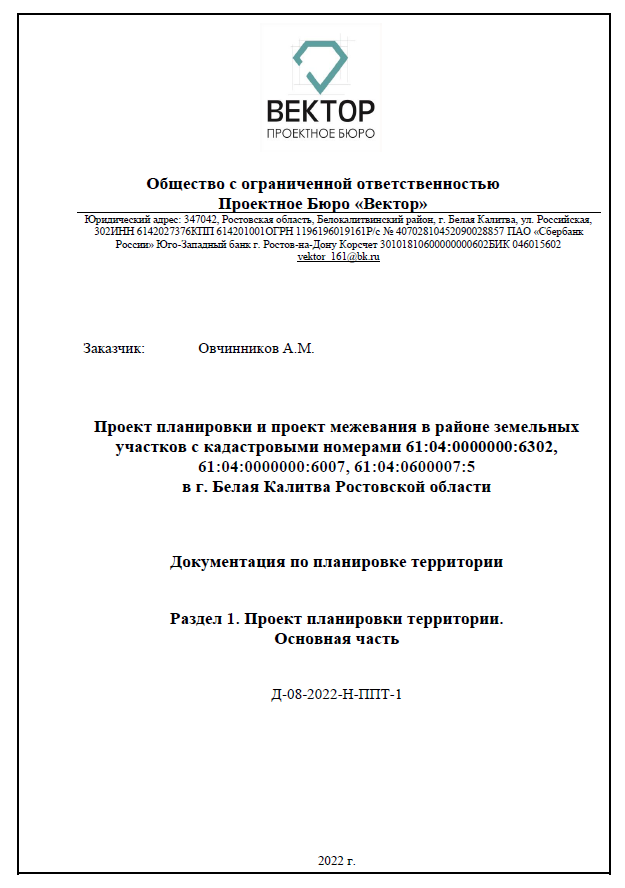 ВЕКТОР
ПРОЕКТНОЕ БЮРО
Общество с ограниченной ответственностью
Проектное Бюро «Вектор»
Юридический адрес: 347042, Ростовская область, Белокалитвинский район, г. Белая Калитва, ул. Российская,
302ИНН 6142027376КПП 614201001ОГРН 1196196019161Р/с № 40702810452090028857 ПАО «Сбербанк
России» Юго-Западный банк г. Ростов-на-Дону Корсчет 30101810600000000602БИК 046015602
vektor_161@bk.ru
Заказчик: Овчинников А.М.
Проект планировки и проект межевания в районе земельных
участков с кадастровыми номерами 61:04:0000000:6302,
61:04:0000000:6007, 61:04:0600007:5
в г. Белая Калитва Ростовской области
Документация по планировке территории
Раздел 1. Проект планировки территории.
Основная часть
Д-08-2022-Н-ППТ-1
2022 г.